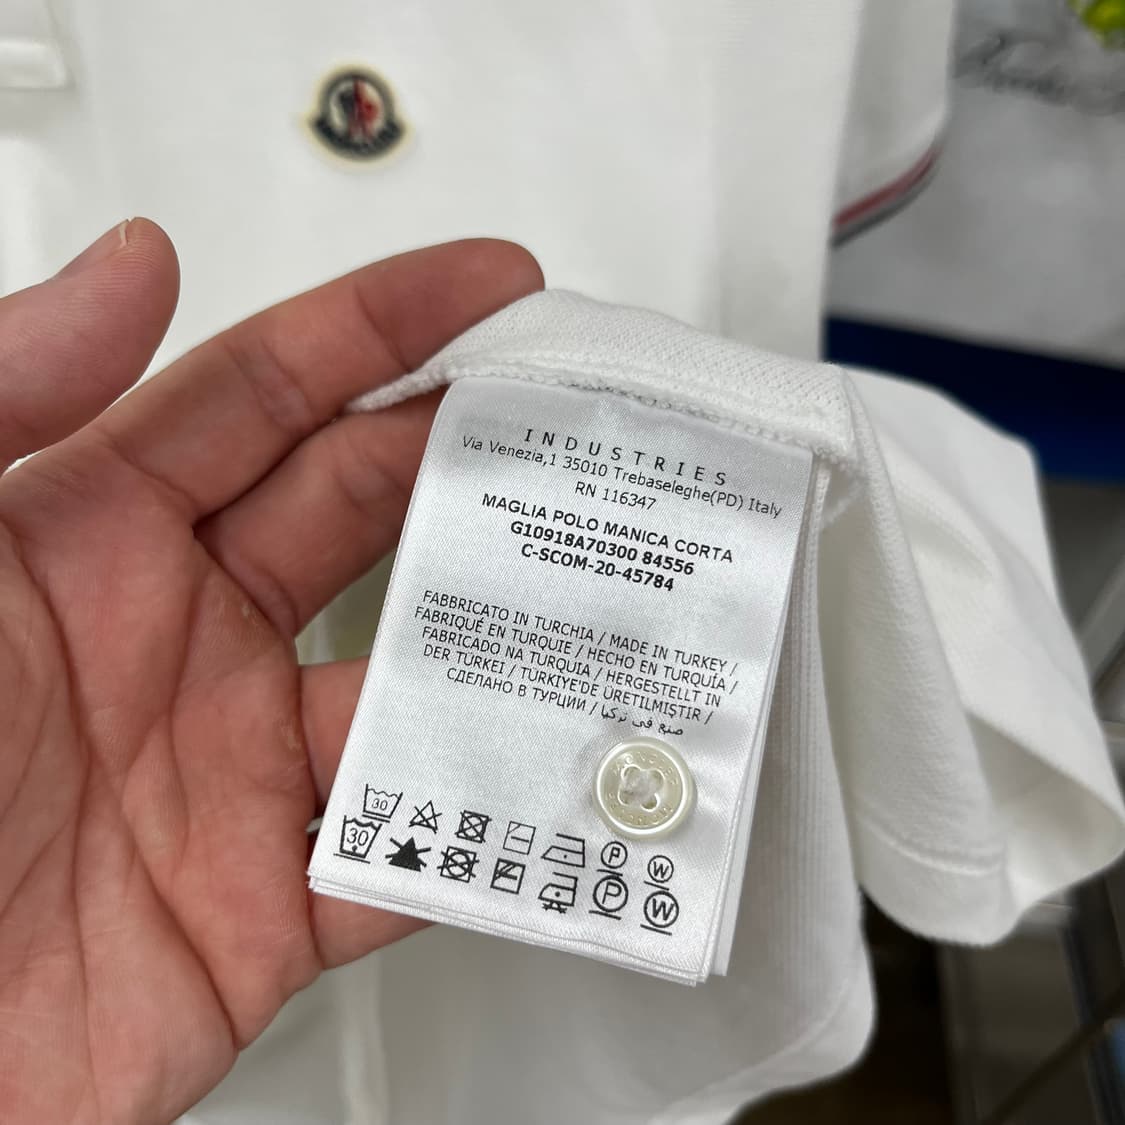 INDUSTRIES
Via Venezia,1 35010 Trebaseleghe(PD) Italy
RN 116347
MAGLIA POLO MANICA CORTA
G10918A70300 84556
C-SCOM-20-45784
FABBRICATO IN TURCHIA / MADE IN TURKEY /
FABRIQUÉ EN TURQUIE / HECHO EN TURQUÍA /
FABRICADO NA TURQUIA / HERGESTELLT IN
DER TÜRKEI / TÜRKIYE'DE ÜRETILMIŞTIR /
СДЕЛАНО В ТУРЦИИ / صنع في تركيا
30
P
W
30
P
W